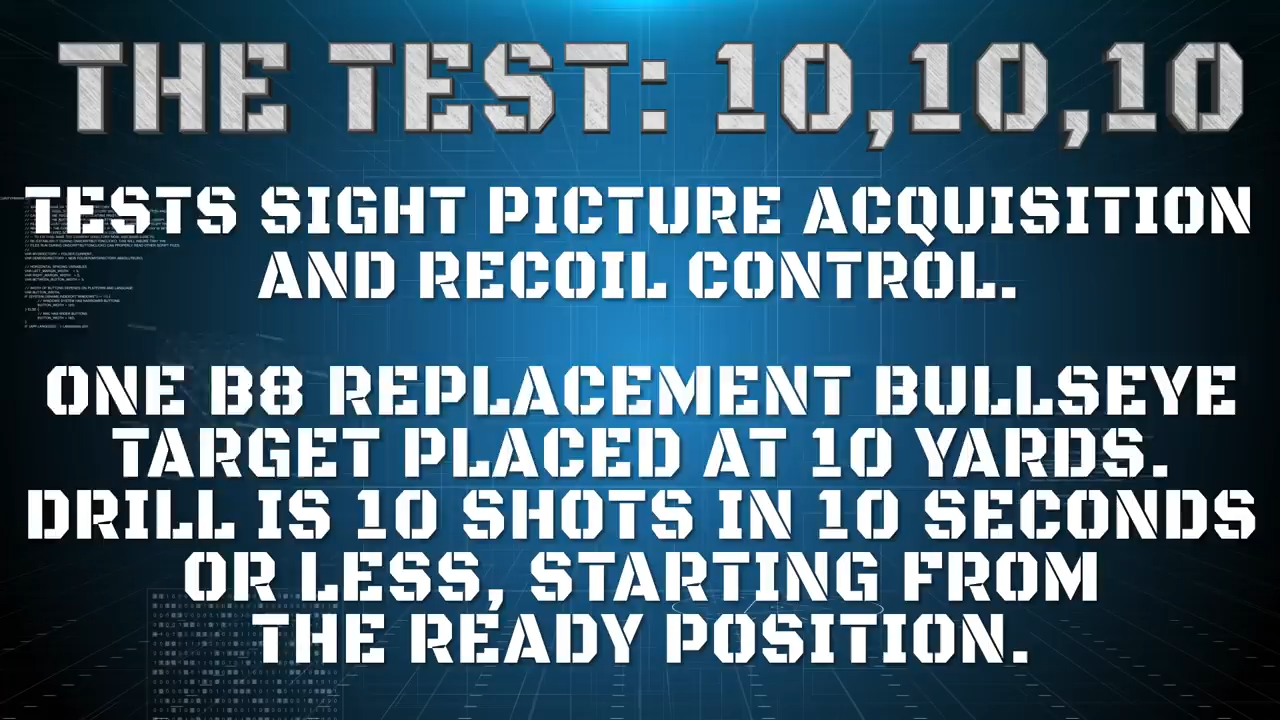 THE TEST: 10,10,10
TESTS SIGHT PICTURE ACQUISITION
AND RECOIL CONTROL.
ONE B8 REPLACEMENT BULLSEYE
TARGET PLACED AT 10 YARDS.
DRILL IS 10 SHOTS IN 10 SECONDS
OR LESS, STARTING FROM
THE READY POSITION.